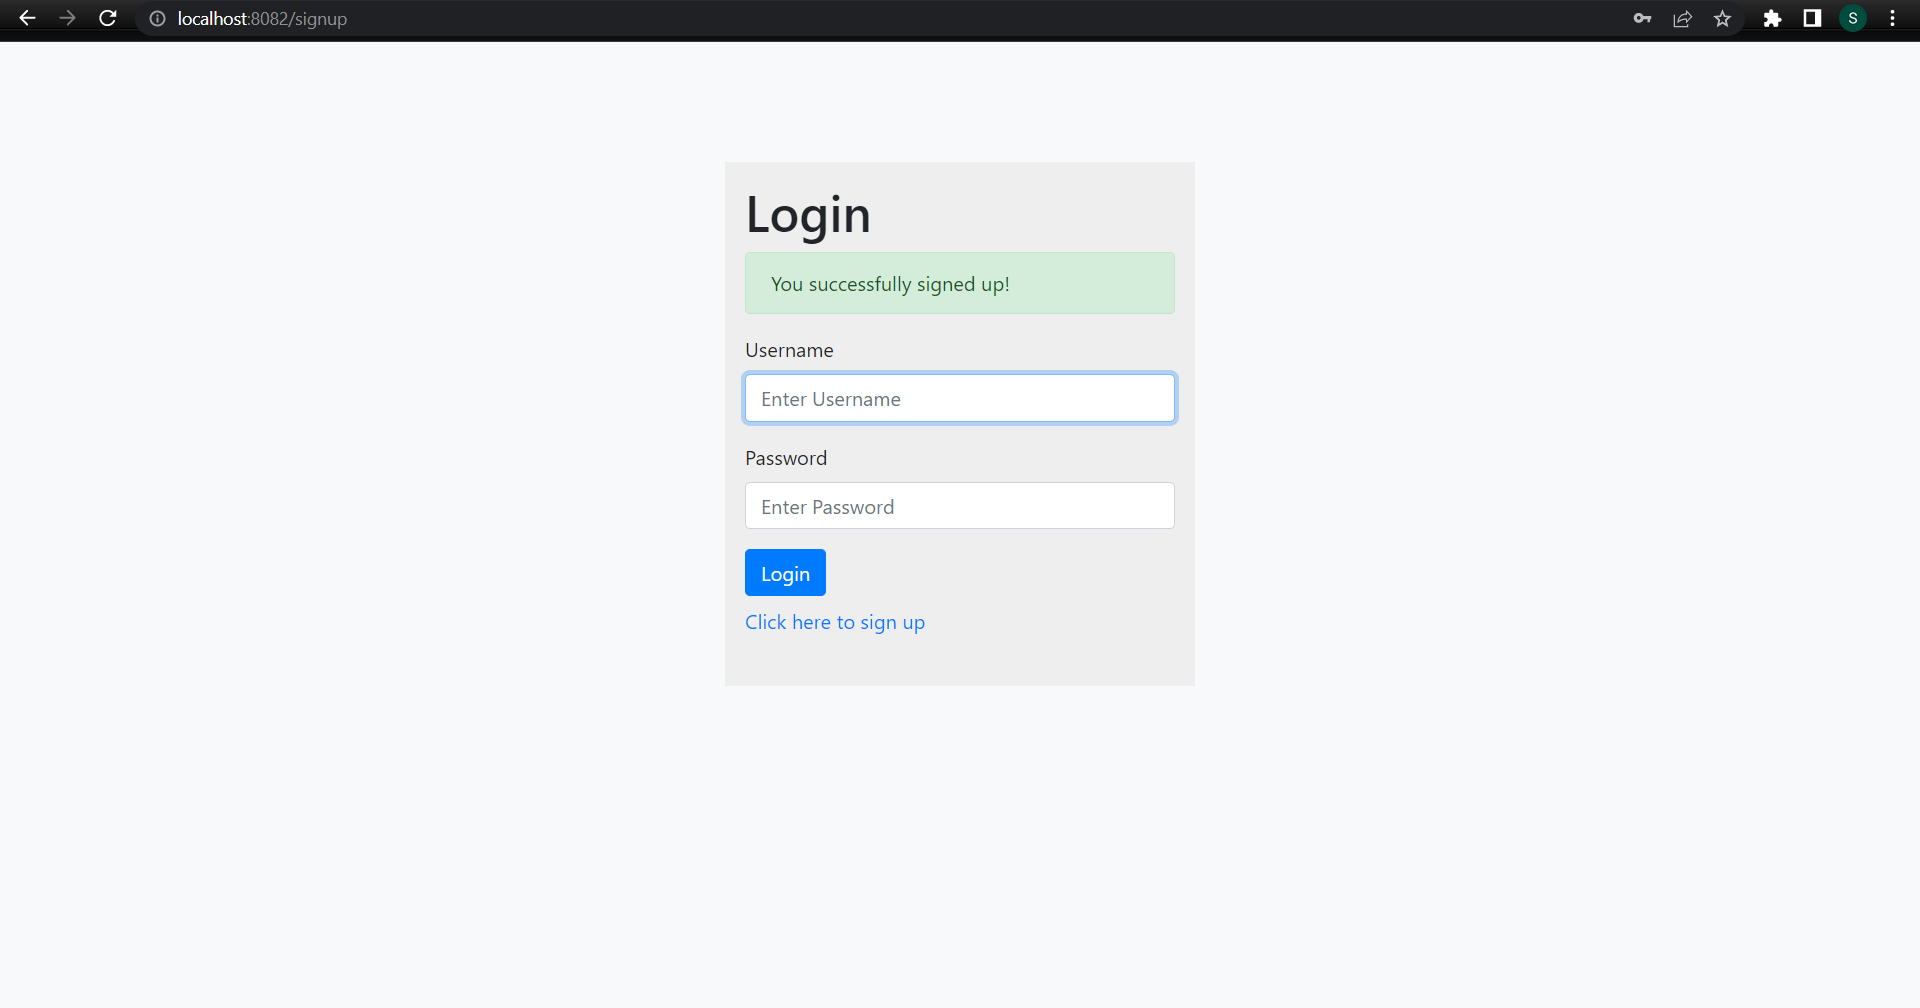 localhost:8082/signup
S
Login
You successfully signed up!
Username
Enter Username
Password
Enter Password
Login
Click here to sign up